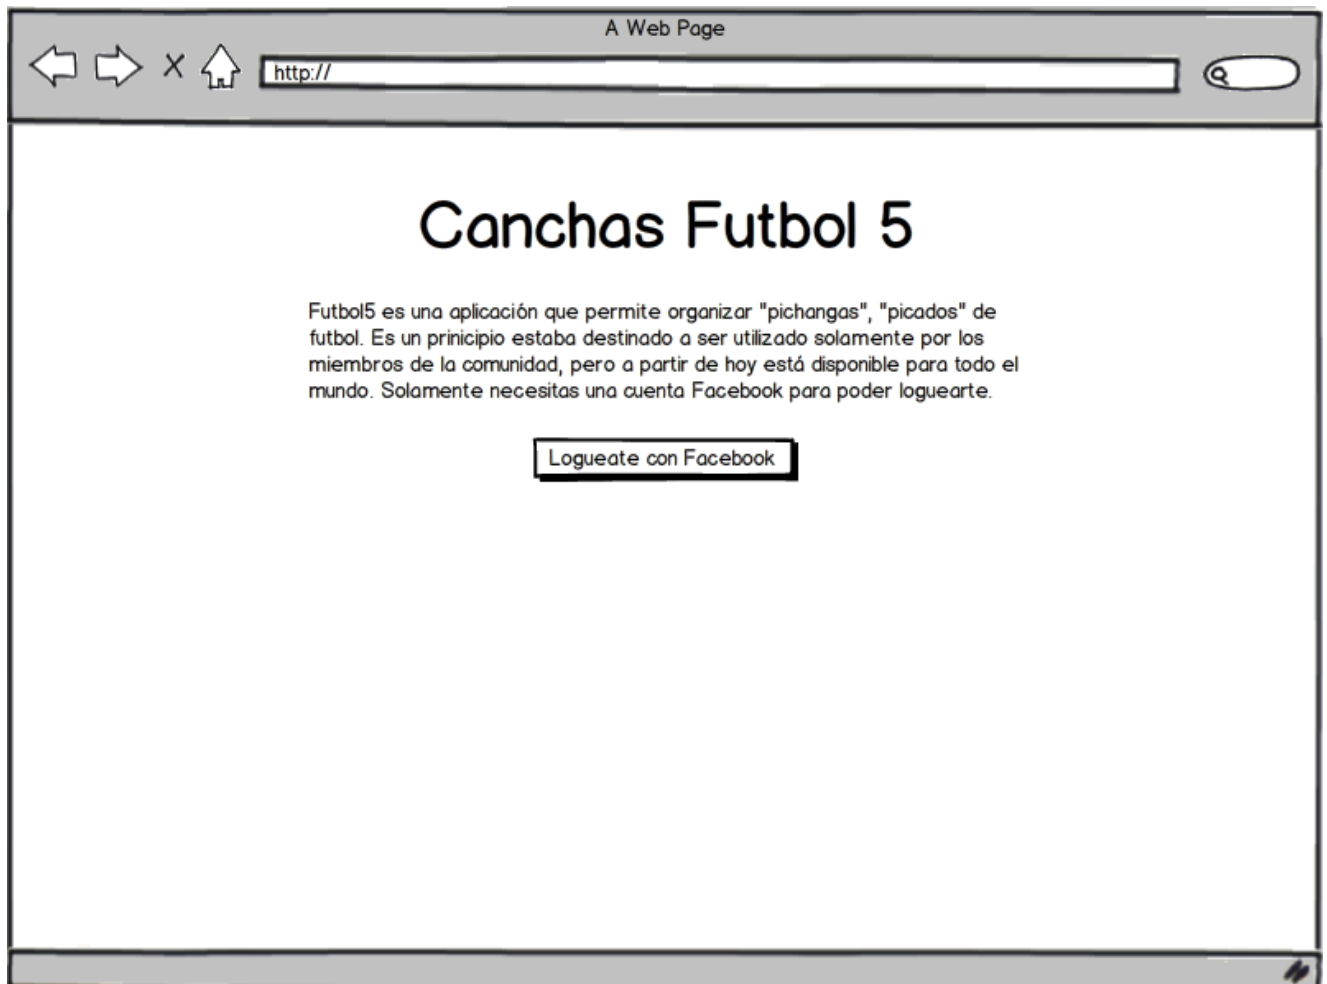 A Web Page
http://
Canchas Futbol 5
Futbol5 es una aplicación que permite organizar "pichangas", "picados" de
futbol. Es un prinicipio estaba destinado a ser utilizado solamente por los
miembros de la comunidad, pero a partir de hoy está disponible para todo el
mundo. Solamente necesitas una cuenta Facebook para poder loguearte.
Logueate con Facebook